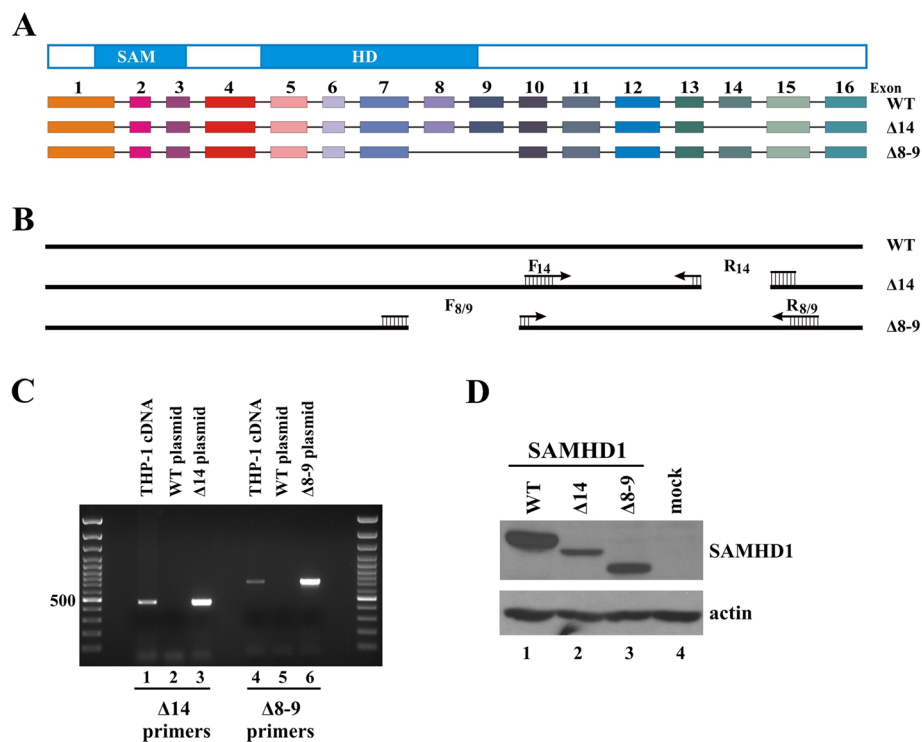 A
SAM HD
1 2 3 4 5 6 7 8 9 10 11 12 13 14 15 16 Exon
WT
Δ14
Δ8-9
B
WT
F14 R14
Δ14
F8/9 R8/9
Δ8-9
C
THP-1 cDNA
WT plasmid
Δ14 plasmid
THP-1 cDNA
WT plasmid
Δ8-9 plasmid
500
1 2 3 4 5 6
Δ14 primers
Δ8-9 primers
D
SAMHD1
WT
Δ14
Δ8-9
mock
SAMHD1
actin
1 2 3 4